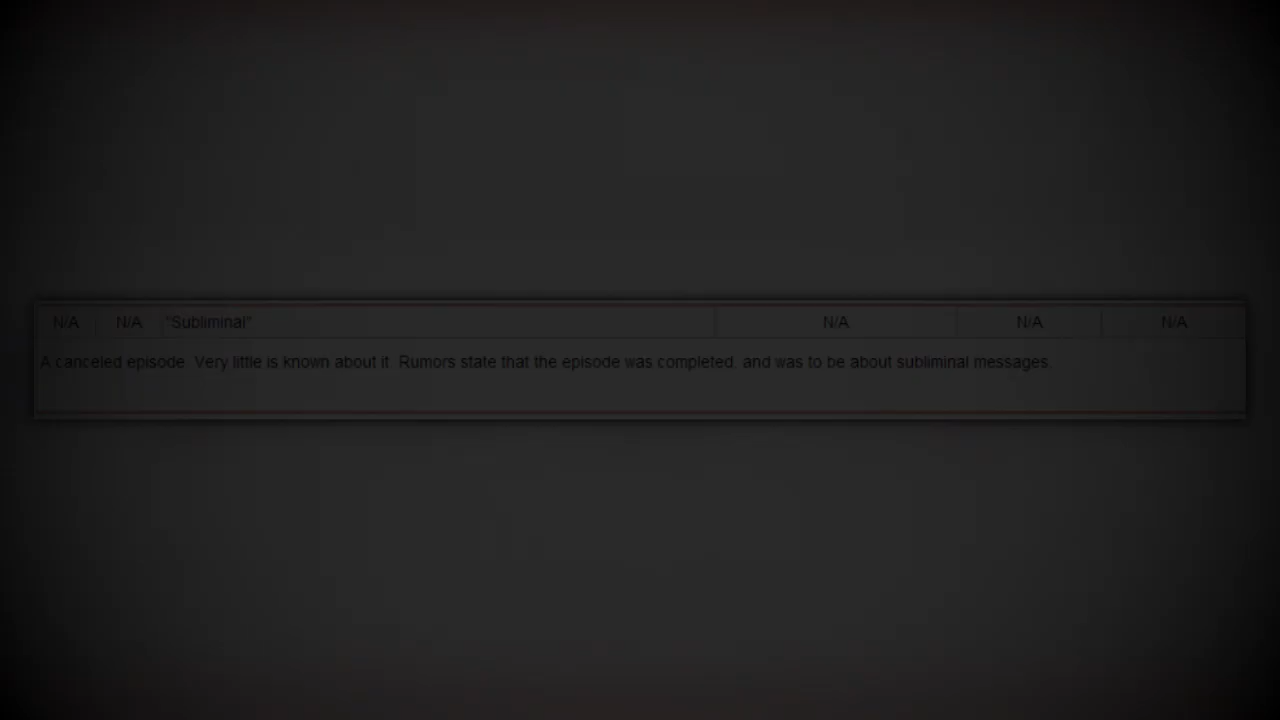 N/A N/A "Subliminal" N/A N/A N/A
A canceled episode. Very little is known about it. Rumors state that the episode was completed, and was to be about subliminal messages.